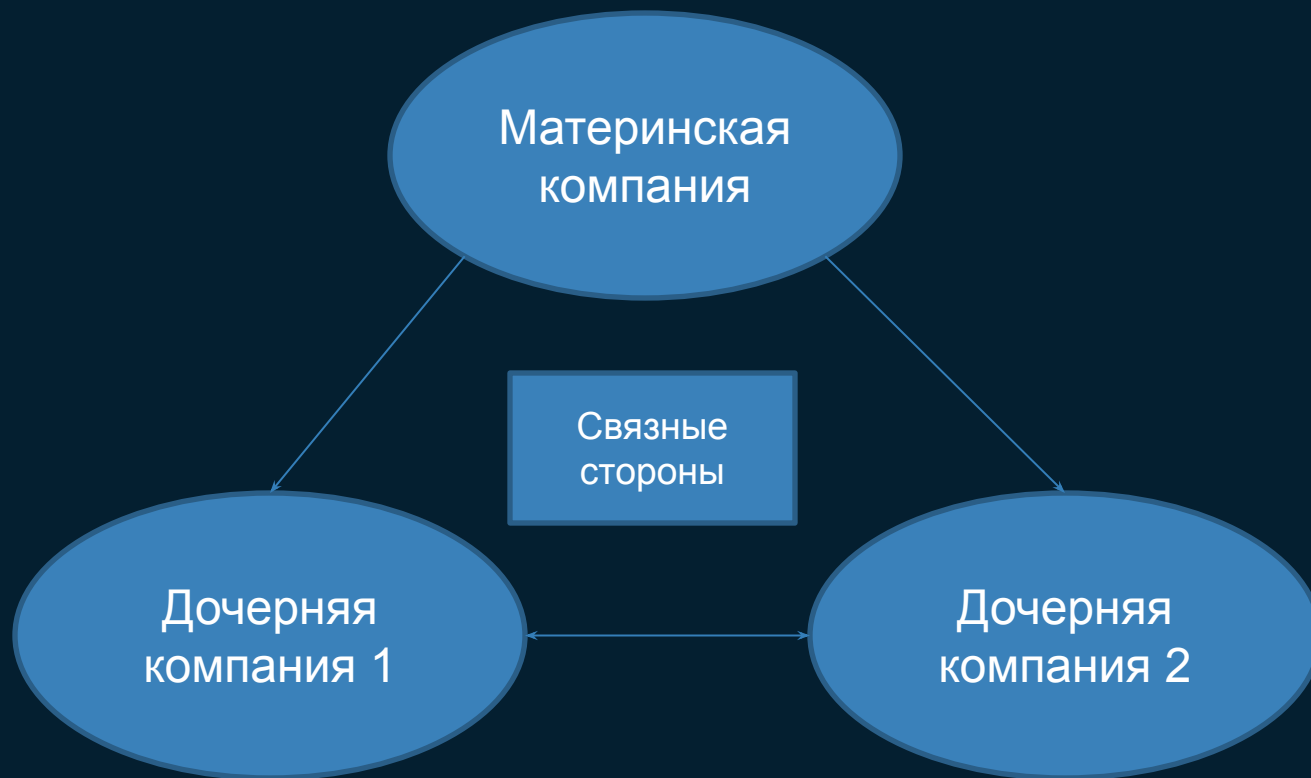 Материнская
компания
Связные
стороны
Дочерняя
компания 1
Дочерняя
компания 2